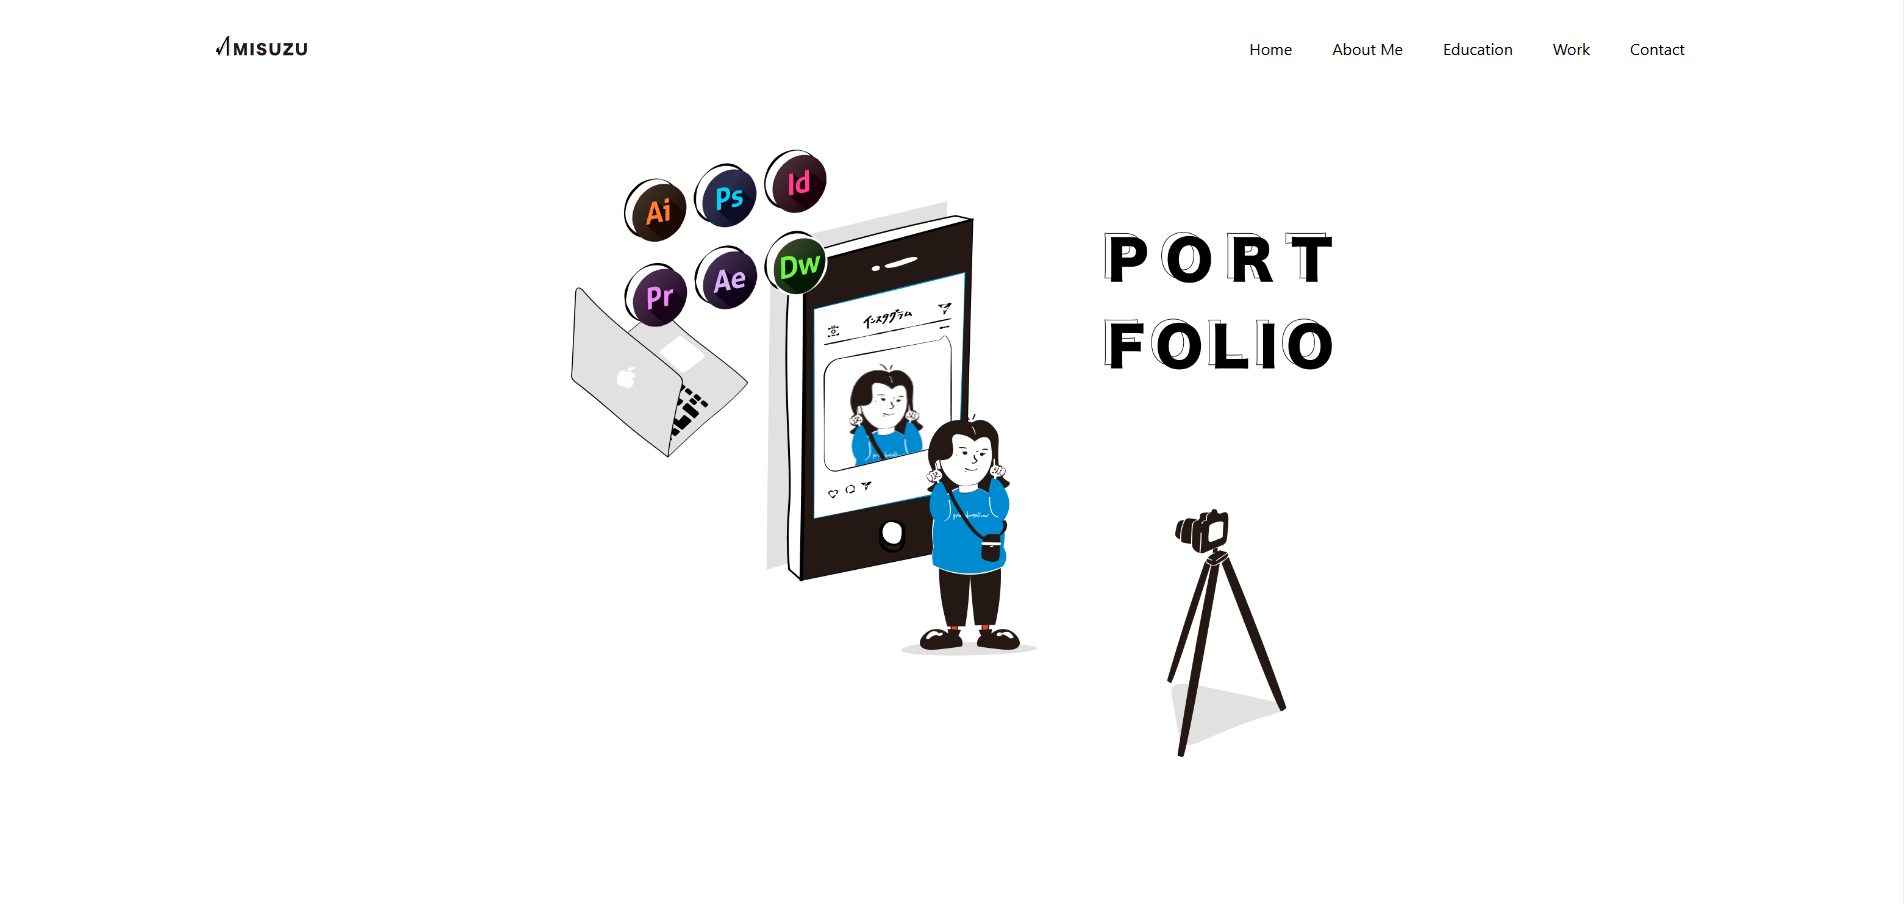 MISUZU
Home
About Me
Education
Work
Contact
Ai
Ps
Id
Pr
Ae
Dw
インスタグラム
PORT
FOLIO